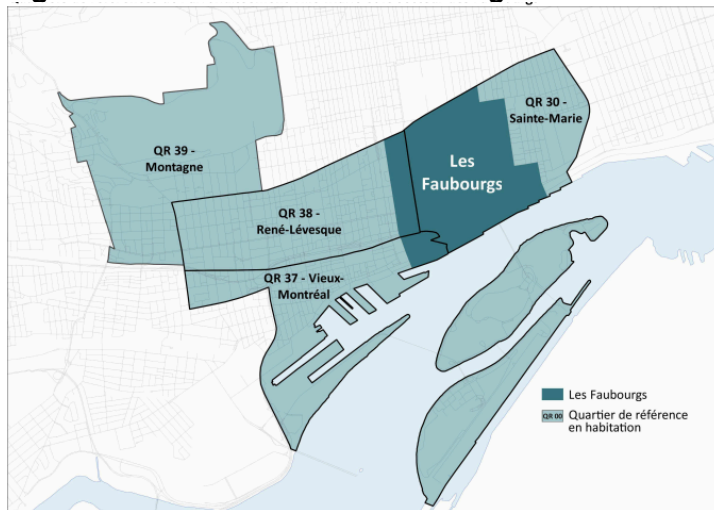 QR 39 -
Montagne
QR 30 -
Sainte-Marie
Les
Faubourgs
QR 38 -
René-Lévesque
QR 37 - Vieux-
Montréal
Les Faubourgs
QR 00 Quartier de référence
en habitation